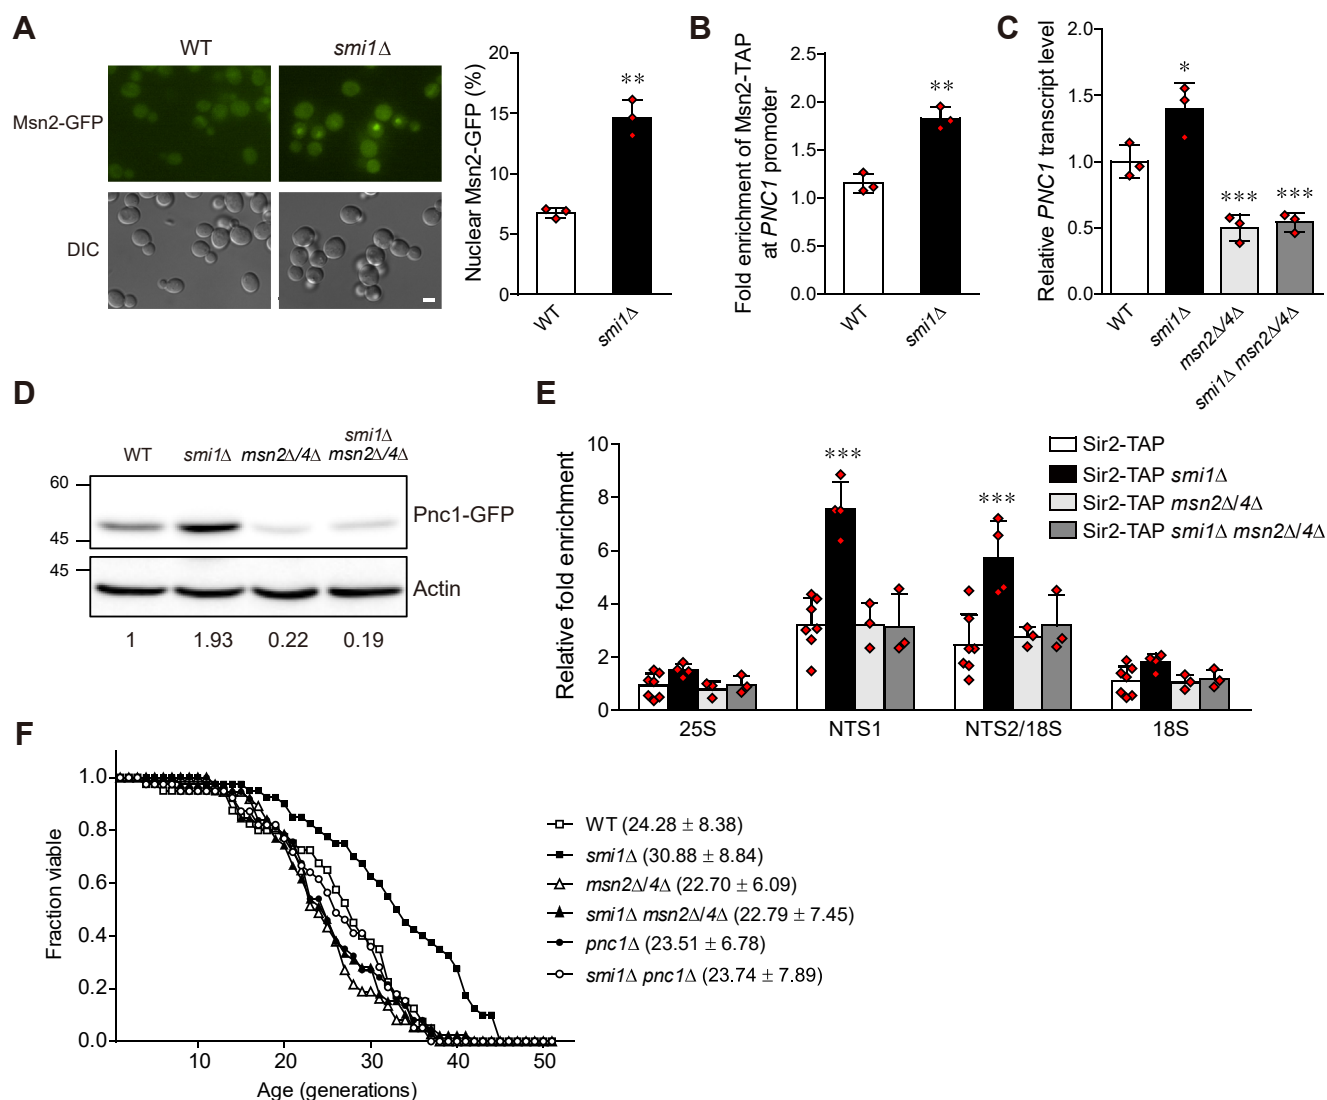 A
WT
smi1Δ
Msn2-GFP
DIC
Nuclear Msn2-GFP (%)
20
15
10
5
0
**
WT
smi1Δ
B
Fold enrichment of Msn2-TAP
at PNC1 promoter
2.5
2.0
1.5
1.0
0.5
0.0
**
WT
smi1Δ
C
Relative PNC1 transcript level
2.0
1.5
1.0
0.5
0.0
*
***
***
WT
smi1Δ
msn2Δ/4Δ
smi1Δ msn2Δ/4Δ
D
WT
smi1Δ
msn2Δ/4Δ
smi1Δ
msn2Δ/4Δ
60
45
Pnc1-GFP
45
Actin
1
1.93
0.22
0.19
E
Relative fold enrichment
10
8
6
4
2
0
***
***
25S
NTS1
NTS2/18S
18S
Sir2-TAP
Sir2-TAP smi1Δ
Sir2-TAP msn2Δ/4Δ
Sir2-TAP smi1Δ msn2Δ/4Δ
F
Fraction viable
1.0
0.8
0.6
0.4
0.2
0.0
10
20
30
40
50
Age (generations)
WT (24.28 ± 8.38)
smi1Δ (30.88 ± 8.84)
msn2Δ/4Δ (22.70 ± 6.09)
smi1Δ msn2Δ/4Δ (22.79 ± 7.45)
pnc1Δ (23.51 ± 6.78)
smi1Δ pnc1Δ (23.74 ± 7.89)